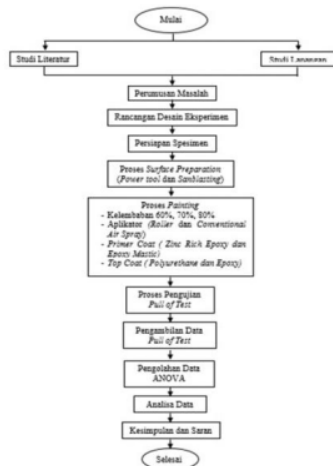 Mulai
Studi Literatur
Studi Lapangan
Perumusan Masalah
Rancangan Desain Eksperimen
Persiapan Spesimen
Proses Surface Preparation
(Power tool dan Sanblasting)
Proses Painting
- Kelembaban 60%, 70%, 80%
- Aplikator (Roller dan Conventional
Air Spray)
- Primer Coat ( Zinc Rich Epoxy dan
Epoxy Mastic)
- Top Coat ( Polyurethane dan Epoxy)
Proses Pengujian
Pull of Test
Pengambilan Data
Pull of Test
Pengolahan Data
ANOVA
Analisa Data
Kesimpulan dan Saran
Selesai